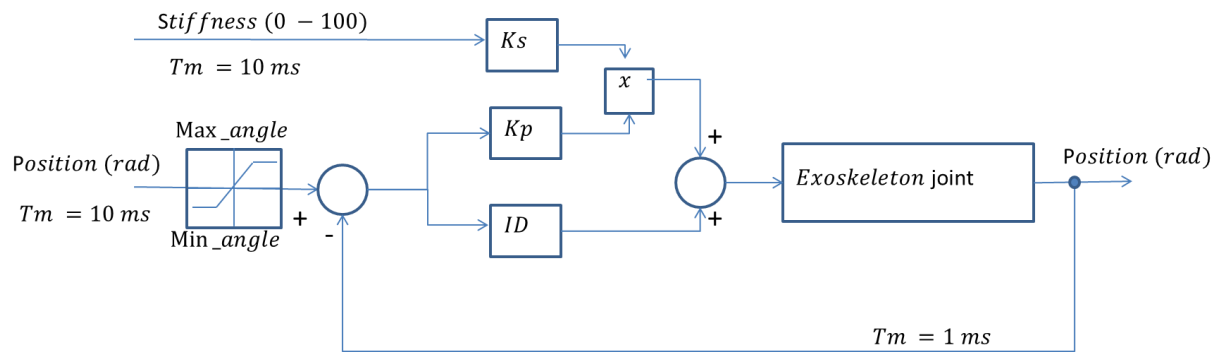 Stiffness (0 − 100)
Ks
Tm = 10 ms
x
Max_angle
Kp
+
Position (rad)
Exoskeleton joint
Position (rad)
Tm = 10 ms
+
-
ID
+
Min_angle
Tm = 1 ms